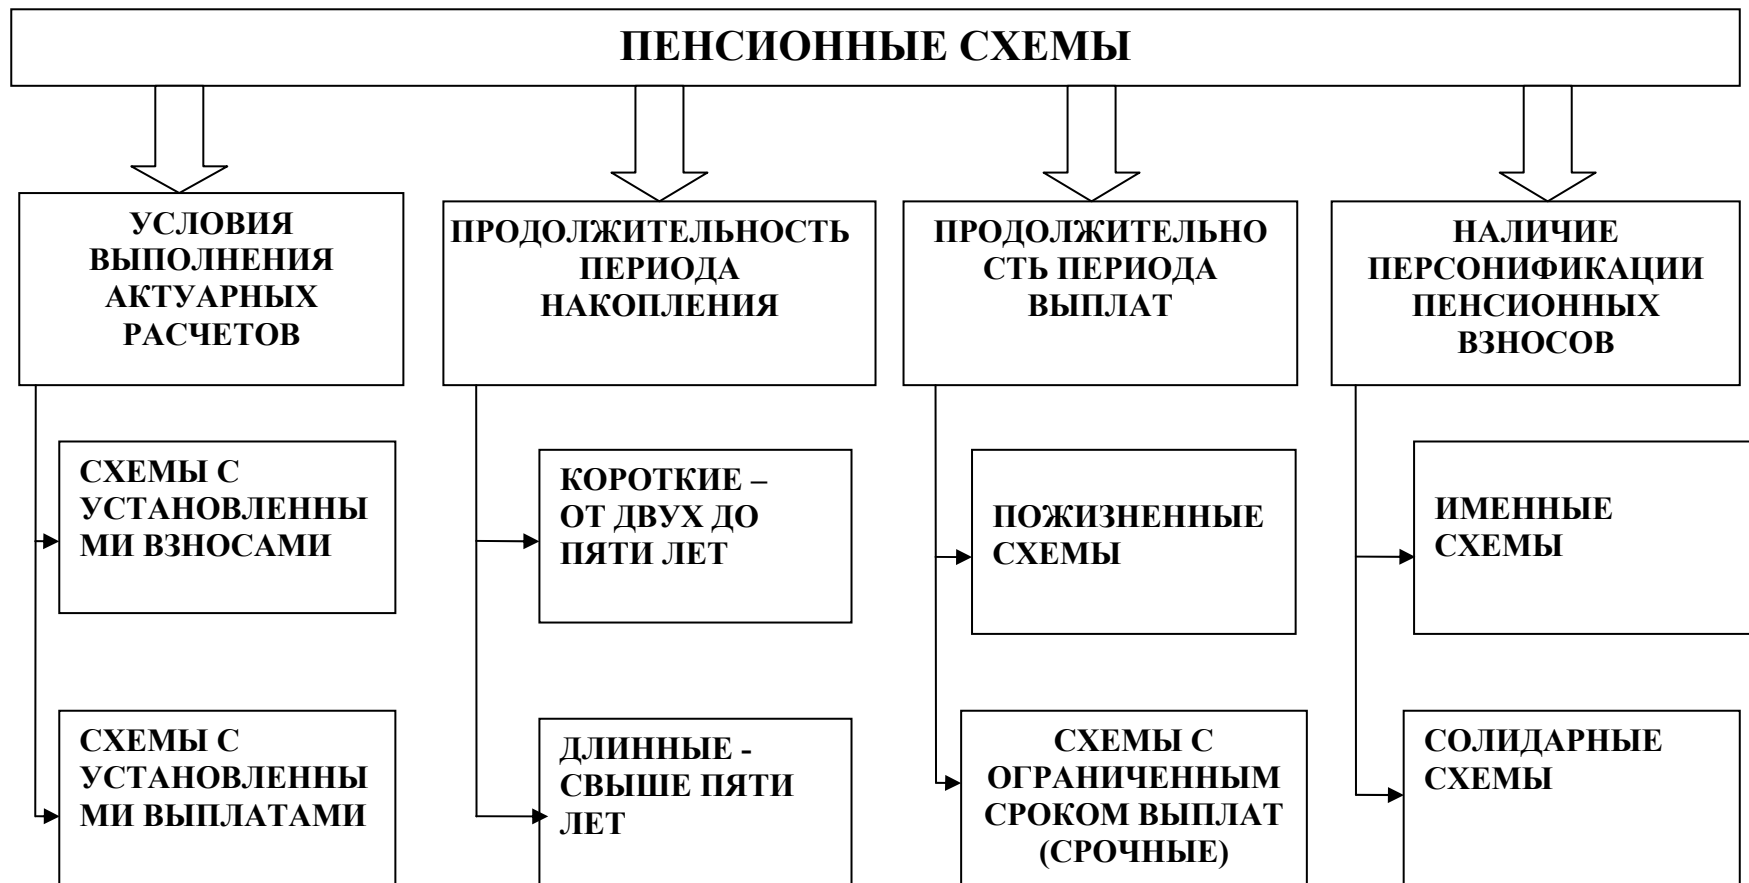 ПЕНСИОННЫЕ СХЕМЫ
УСЛОВИЯ
ВЫПОЛНЕНИЯ
АКТУАРНЫХ
РАСЧЕТОВ
ПРОДОЛЖИТЕЛЬНОСТЬ
ПЕРИОДА
НАКОПЛЕНИЯ
ПРОДОЛЖИТЕЛЬНО
СТЬ ПЕРИОДА
ВЫПЛАТ
НАЛИЧИЕ
ПЕРСОНИФИКАЦИИ
ПЕНСИОННЫХ
ВЗНОСОВ
СХЕМЫ С
УСТАНОВЛЕННЫ
МИ ВЗНОСАМИ
КОРОТКИЕ –
ОТ ДВУХ ДО
ПЯТИ ЛЕТ
ПОЖИЗНЕННЫЕ
СХЕМЫ
ИМЕННЫЕ
СХЕМЫ
СХЕМЫ С
УСТАНОВЛЕННЫ
МИ ВЫПЛАТАМИ
ДЛИННЫЕ -
СВЫШЕ ПЯТИ
ЛЕТ
СХЕМЫ С
ОГРАНИЧЕННЫМ
СРОКОМ ВЫПЛАТ
(СРОЧНЫЕ)
СОЛИДАРНЫЕ
СХЕМЫ